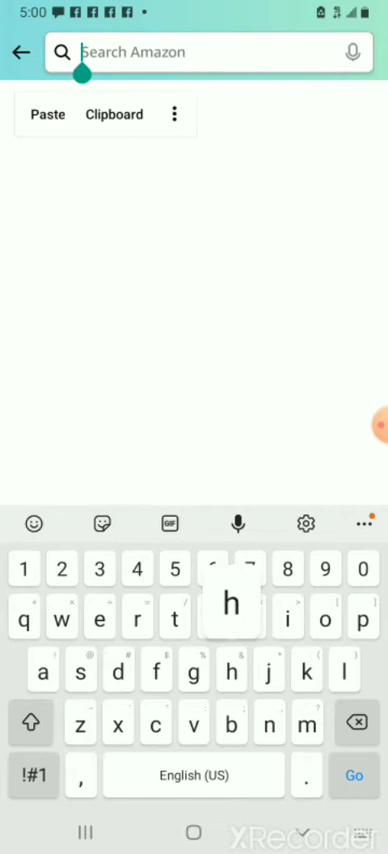 5:00
Search Amazon
Paste Clipboard
GIF
1 2 3 4 5 8 9 0
q w e r t h i o p
a s d f g h j k l
z x c v b n m
!#1 , English (US) . Go
XRecorder